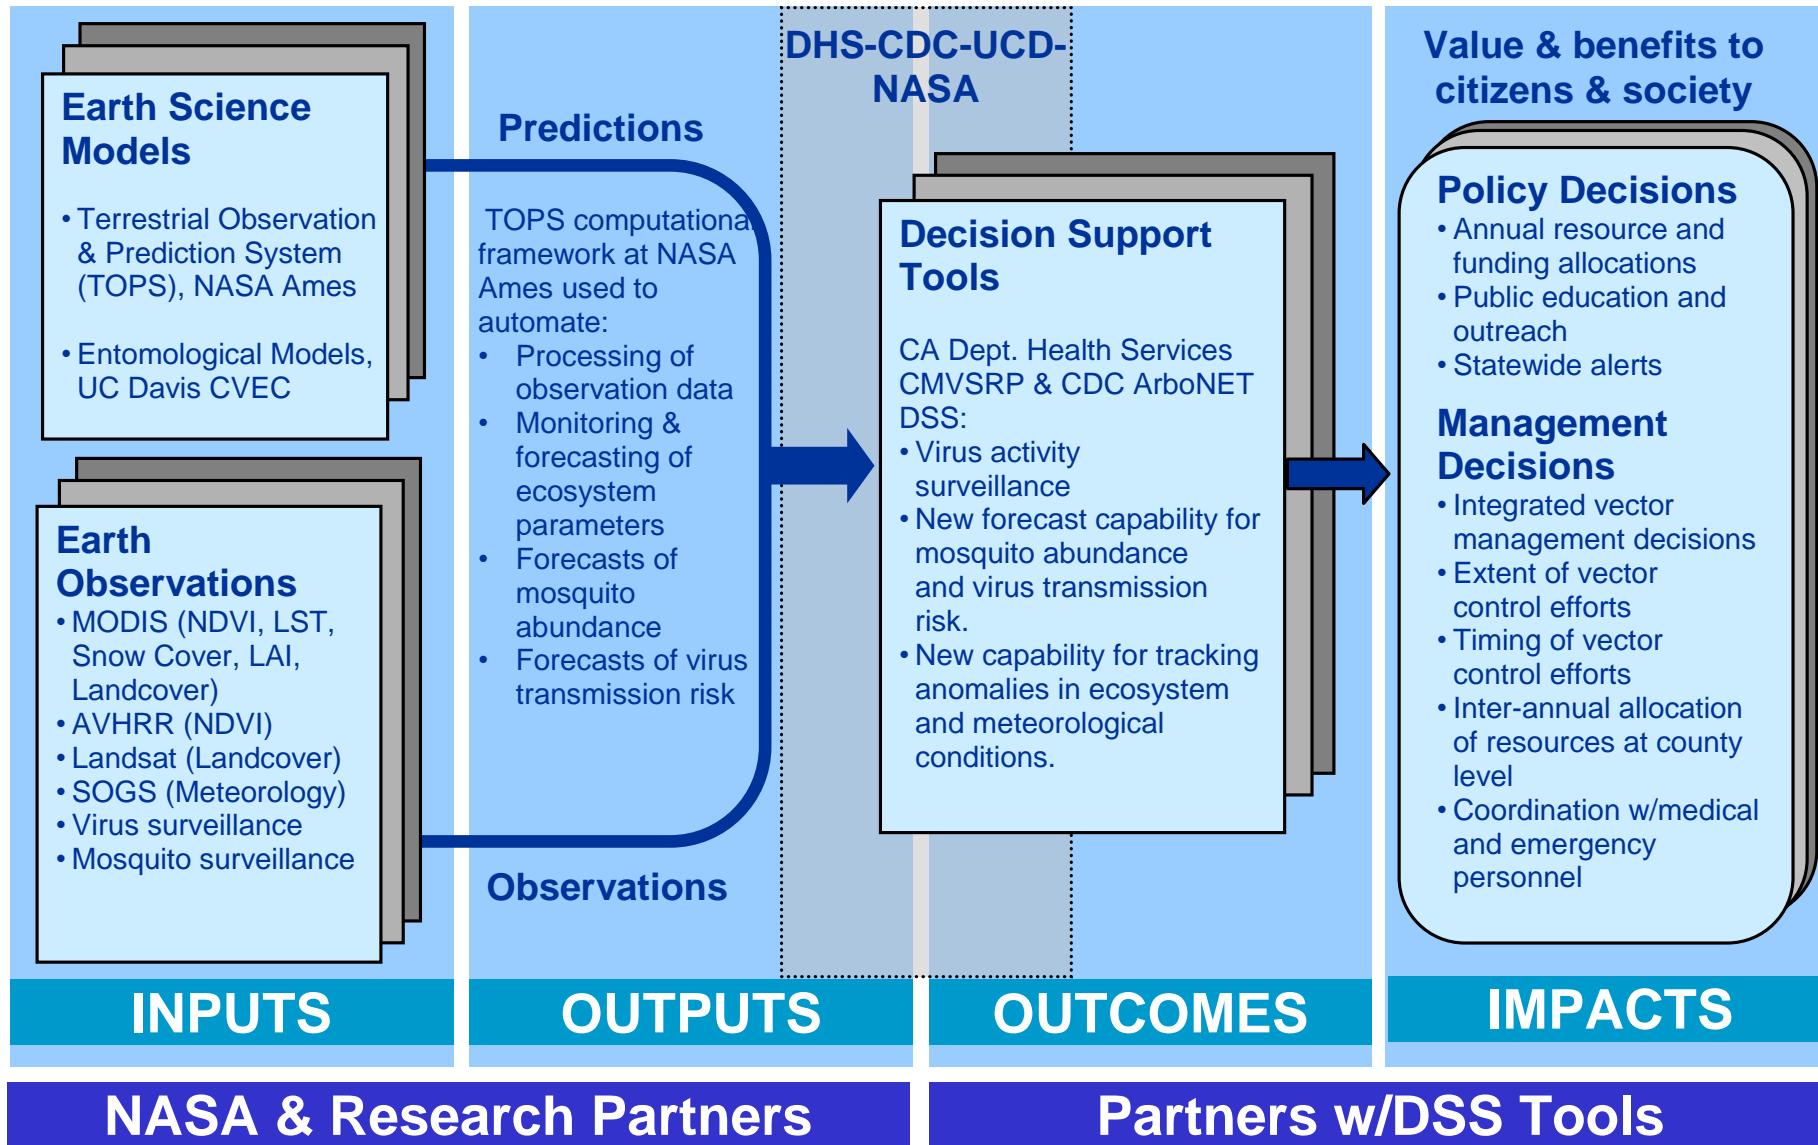 Earth Science
Models
• Terrestrial Observation
& Prediction System
(TOPS), NASA Ames
• Entomological Models,
UC Davis CVEC
Earth
Observations
• MODIS (NDVI, LST,
Snow Cover, LAI,
Landcover)
• AVHRR (NDVI)
• Landsat (Landcover)
• SOGS (Meteorology)
• Virus surveillance
• Mosquito surveillance
INPUTS
Predictions
TOPS computational
framework at NASA
Ames used to
automate:
• Processing of
observation data
• Monitoring &
forecasting of
ecosystem
parameters
• Forecasts of
mosquito
abundance
• Forecasts of virus
transmission risk
Observations
OUTPUTS
DHS-CDC-UCD-
NASA
Decision Support
Tools
CA Dept. Health Services
CMVSRP & CDC ArboNET
DSS:
• Virus activity
surveillance
• New forecast capability for
mosquito abundance
and virus transmission
risk.
• New capability for tracking
anomalies in ecosystem
and meteorological
conditions.
OUTCOMES
Value & benefits to
citizens & society
Policy Decisions
• Annual resource and
funding allocations
• Public education and
outreach
• Statewide alerts
Management
Decisions
• Integrated vector
management decisions
• Extent of vector
control efforts
• Timing of vector
control efforts
• Inter-annual allocation
of resources at county
level
• Coordination w/medical
and emergency
personnel
IMPACTS
NASA & Research Partners
Partners w/DSS Tools